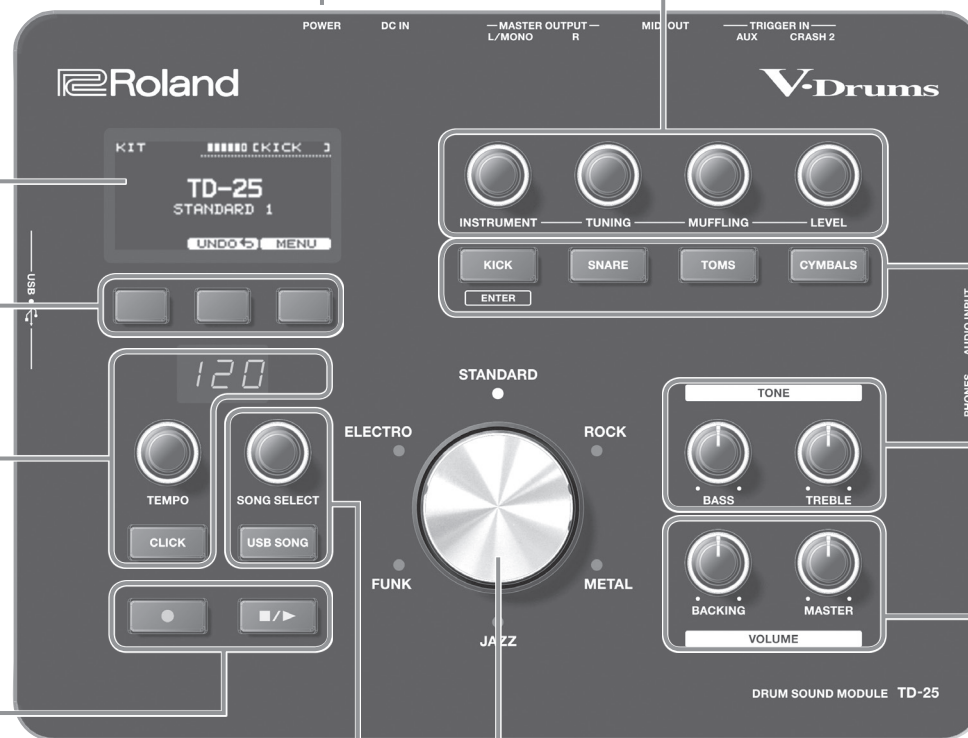 POWER DC IN MASTER OUTPUT MIDI OUT TRIGGER IN
L/MONO R AUX CRASH 2
Roland
V-Drums
KIT [KICK ]
TD-25
STANDARD 1
UNDO MENU
INSTRUMENT TUNING MUFFLING LEVEL
KICK SNARE TOMS CYMBALS
ENTER
USB
AUDIO INPUT
PHONES
120
TEMPO SONG SELECT
CLICK USB SONG
STANDARD
ELECTRO ROCK
FUNK METAL
JAZZ
TONE
BASS TREBLE
BACKING MASTER
VOLUME
DRUM SOUND MODULE TD-25